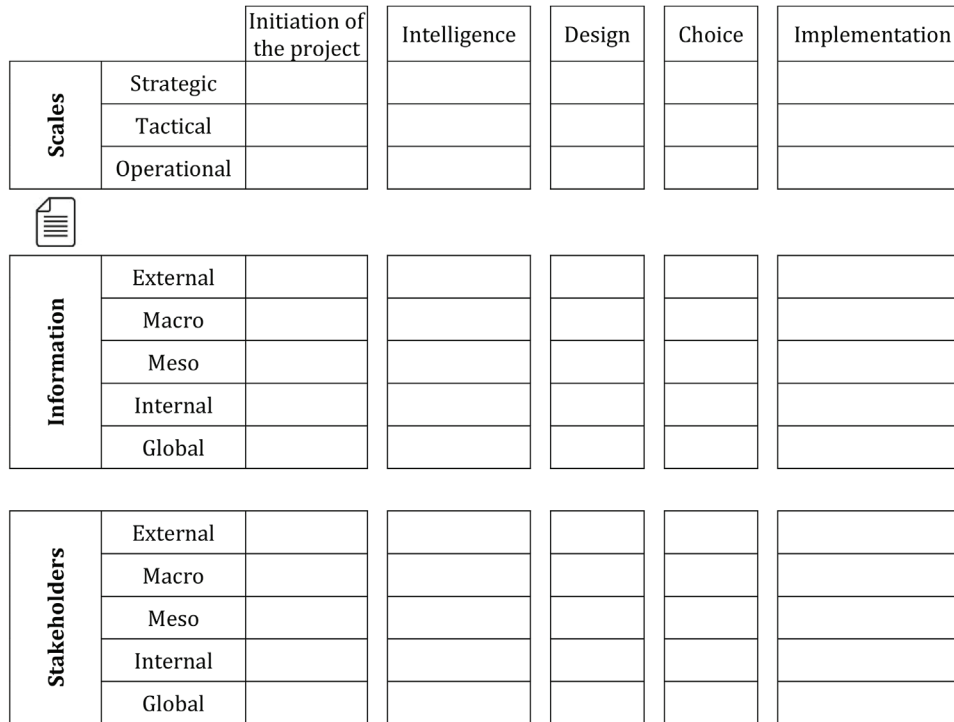 Initiation of
the project
Intelligence
Design
Choice
Implementation
Scales
Strategic
Tactical
Operational
Information
External
Macro
Meso
Internal
Global
Stakeholders
External
Macro
Meso
Internal
Global